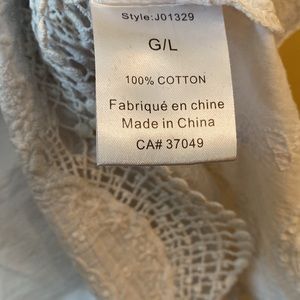 Style:J01329
G/L
100% COTTON
Fabriqué en chine
Made in China
CA# 37049